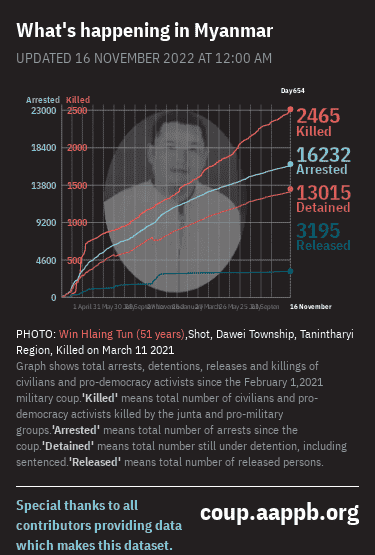 What's happening in Myanmar
UPDATED 16 NOVEMBER 2022 AT 12:00 AM
Day654
Arrested Killed
23000 2500
18400 2000
13800 1500
9200 1000
4600 500
0
2465
Killed
16232
Arrested
13015
Detained
3195
Released
16 November
PHOTO: Win Hlaing Tun (51 years),Shot, Dawei Township, Tanintharyi
Region, Killed on March 11 2021
Graph shows total arrests, detentions, releases and killings of
civilians and pro-democracy activists since the February 1,2021
military coup.'Killed' means total number of civilians and pro-
democracy activists killed by the junta and pro-military
groups.'Arrested' means total number of arrests since the
coup.'Detained' means total number still under detention, including
sentenced.'Released' means total number of released persons.
Special thanks to all
contributors providing data
which makes this dataset.
coup.aappb.org